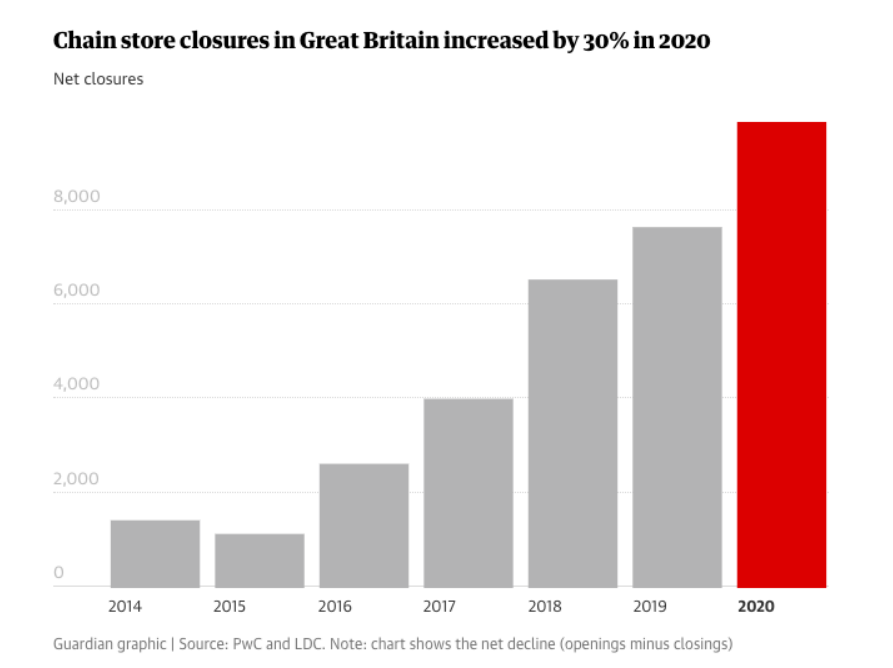 Chain store closures in Great Britain increased by 30% in 2020
Net closures
8,000
6,000
4,000
2,000
0
2014 2015 2016 2017 2018 2019 2020
Guardian graphic | Source: PwC and LDC. Note: chart shows the net decline (openings minus closings)